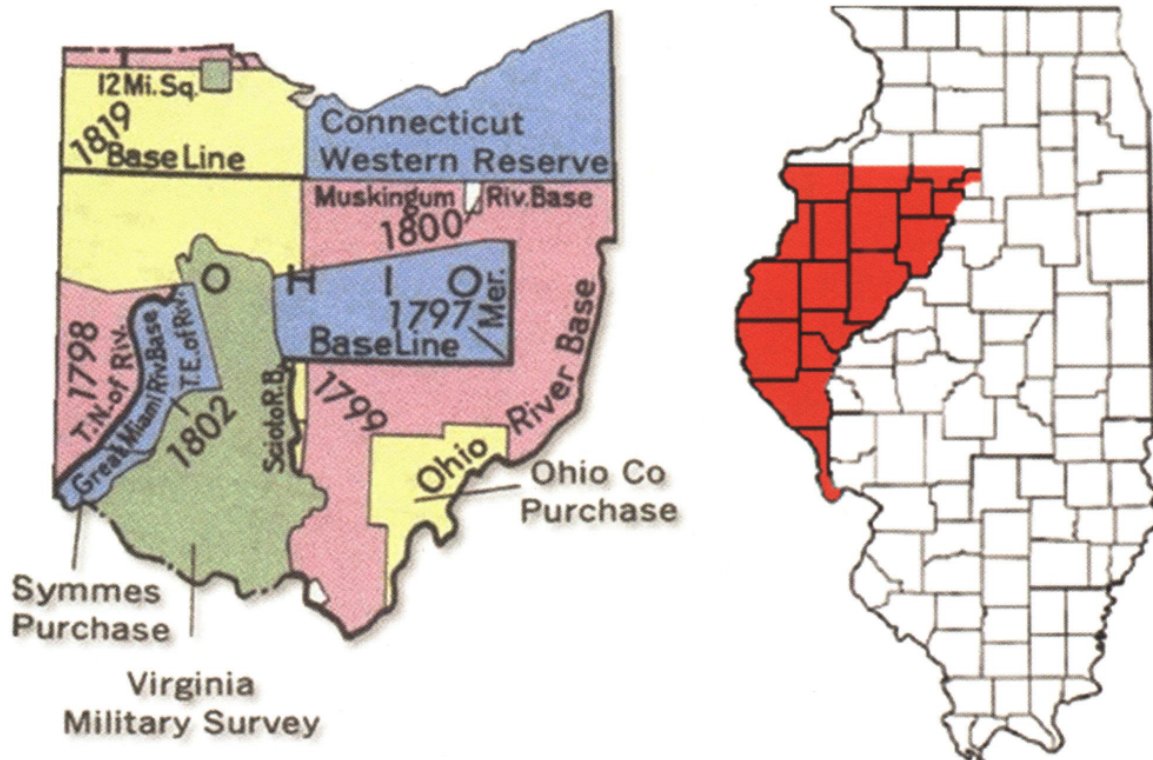 12 Mi. Sq.
1819
Base Line
Connecticut
Western Reserve
Muskingum Riv. Base
1800
O H I O
1797
Base Line
Mer.
1798
T.N. of Riv.
Great Miami Riv. Base
T.E. of Riv.
1802
Scioto R.B.
1799
Ohio River Base
Ohio Co
Purchase
Symmes
Purchase
Virginia
Military Survey